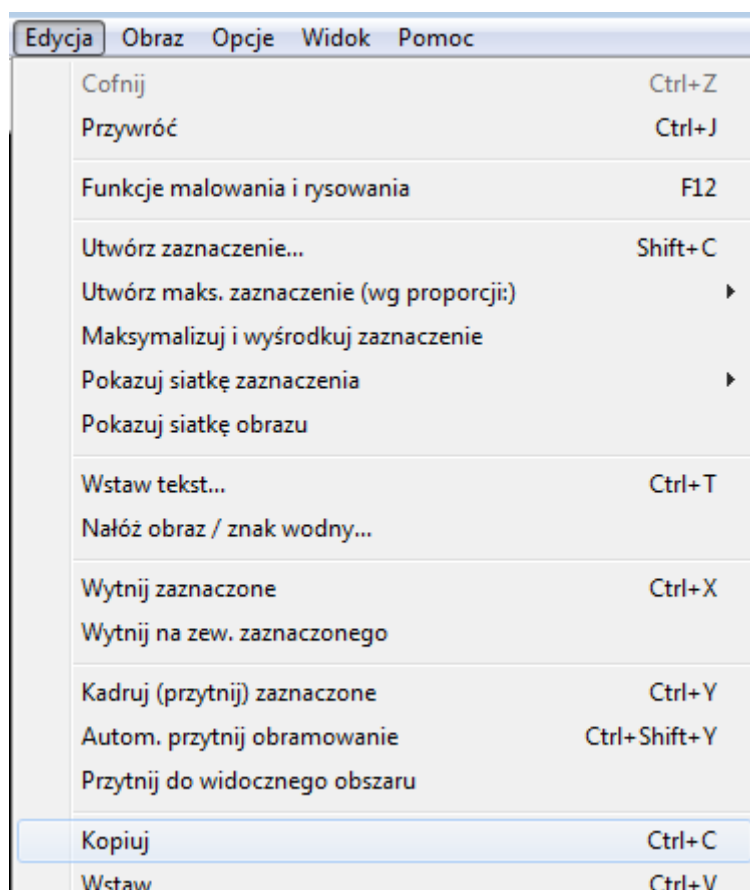 Edycja Obraz Opcje Widok Pomoc
Cofnij Ctrl+Z
Przywróć Ctrl+J
Funkcje malowania i rysowania F12
Utwórz zaznaczenie... Shift+C
Utwórz maks. zaznaczenie (wg proporcji:)
Maksymalizuj i wyśrodkuj zaznaczenie
Pokazuj siatkę zaznaczenia
Pokazuj siatkę obrazu
Wstaw tekst... Ctrl+T
Nałóż obraz / znak wodny...
Wytnij zaznaczone Ctrl+X
Wytnij na zew. zaznaczonego
Kadruj (przytnij) zaznaczone Ctrl+Y
Autom. przytnij obramowanie Ctrl+Shift+Y
Przytnij do widocznego obszaru
Kopiuj Ctrl+C
Wstaw Ctrl+V